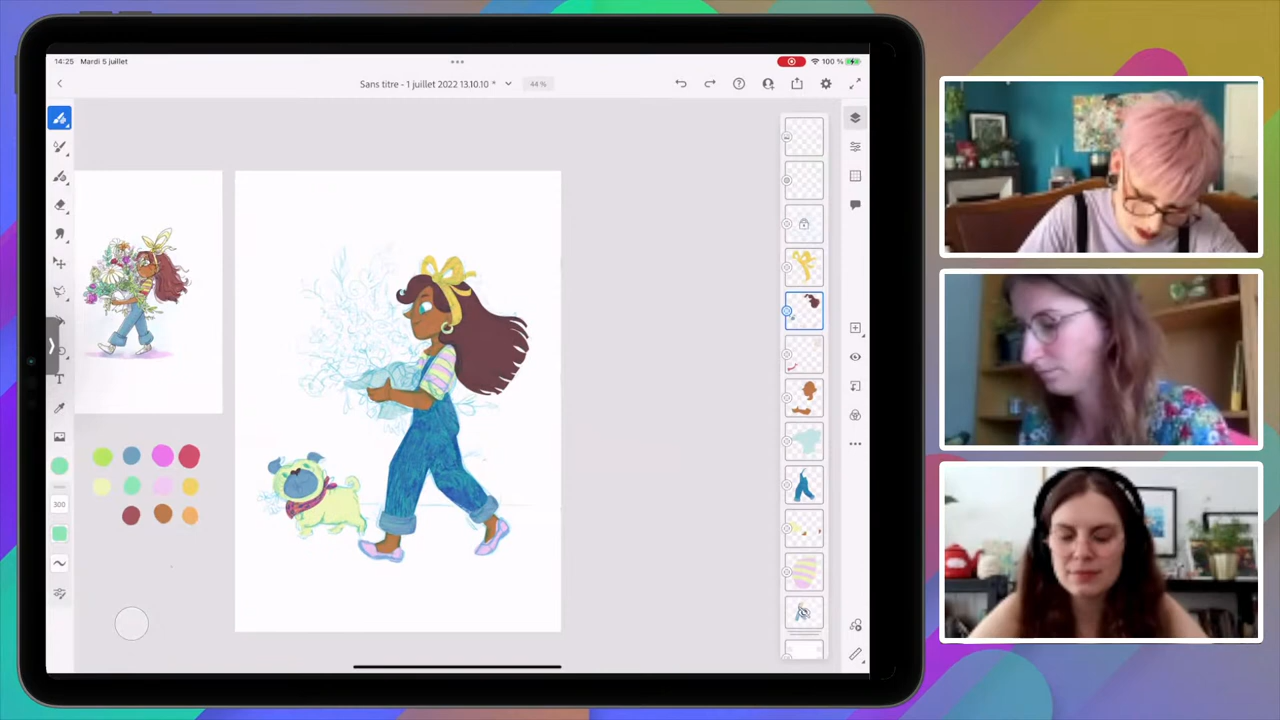 14:25 Mardi 5 juillet
100 %
Sans titre - 1 juillet 2022 13.10.10 *
44 %
T
300